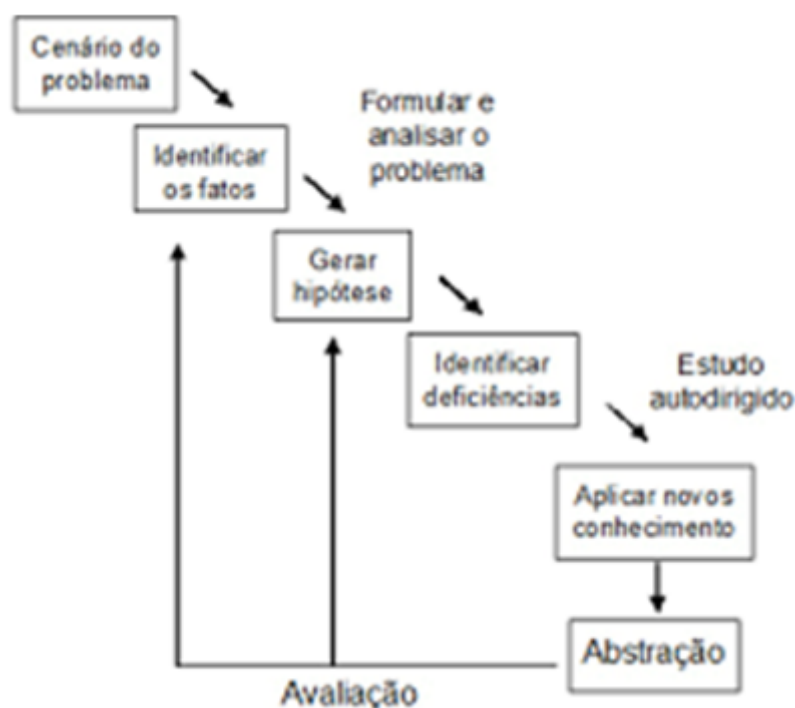 Cenário do
problema
Formular e
analisar o
problema
Identificar
os fatos
Gerar
hipótese
Identificar
deficiências
Estudo
autodirigido
Aplicar novos
conhecimento
Abstração
Avaliação